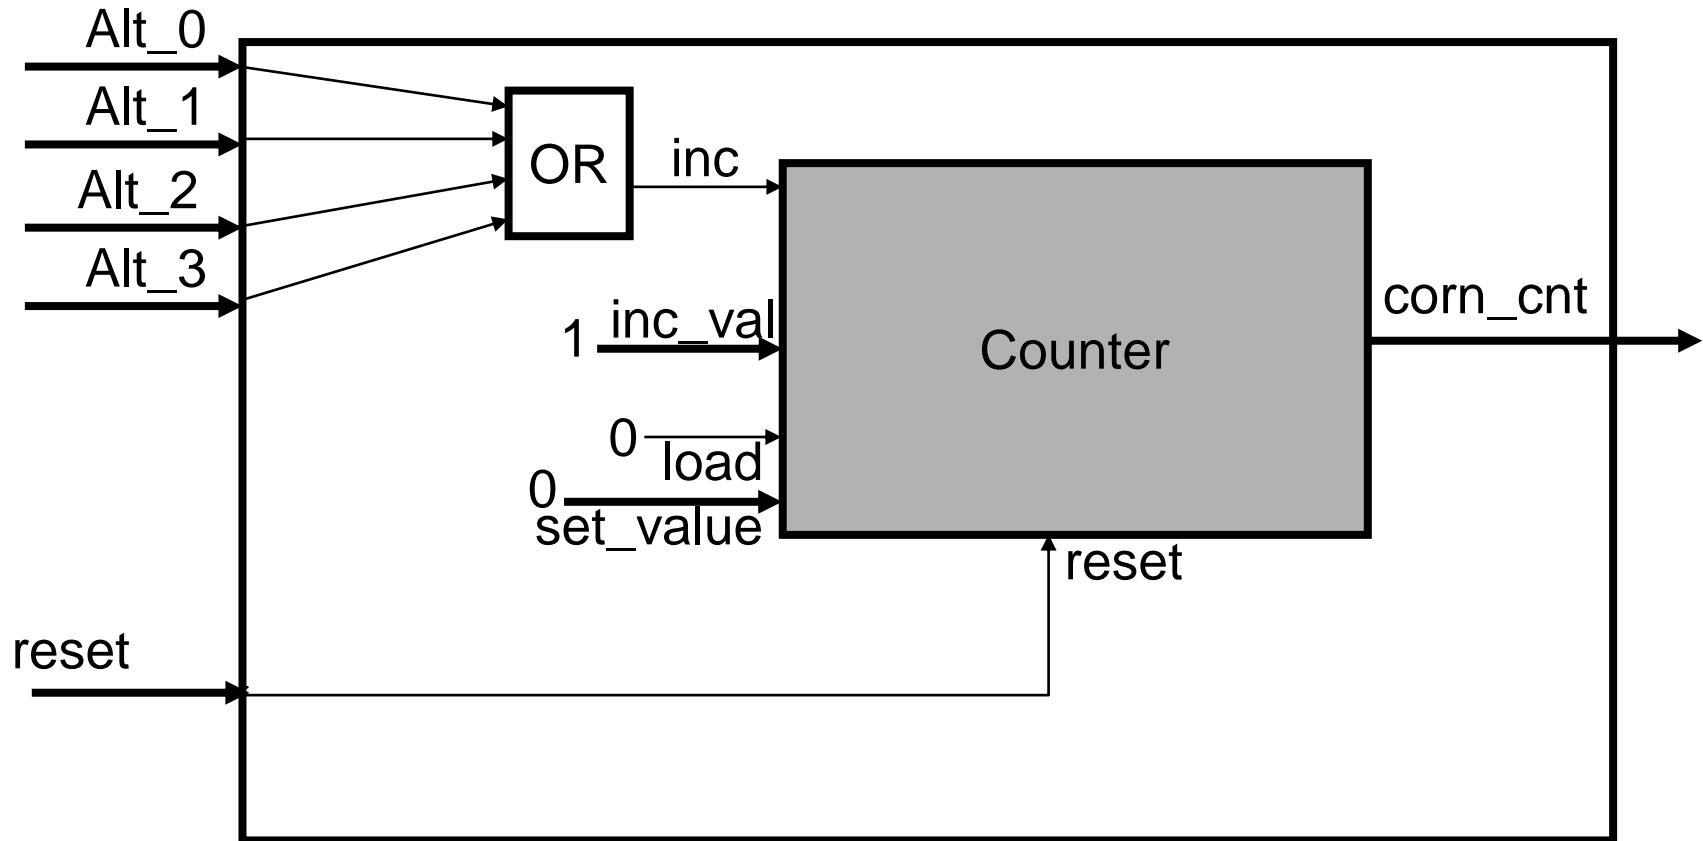 Alt_0
Alt_1
Alt_2
Alt_3
OR
inc
1
inc_val
0
load
0
set_value
Counter
corn_cnt
reset
reset